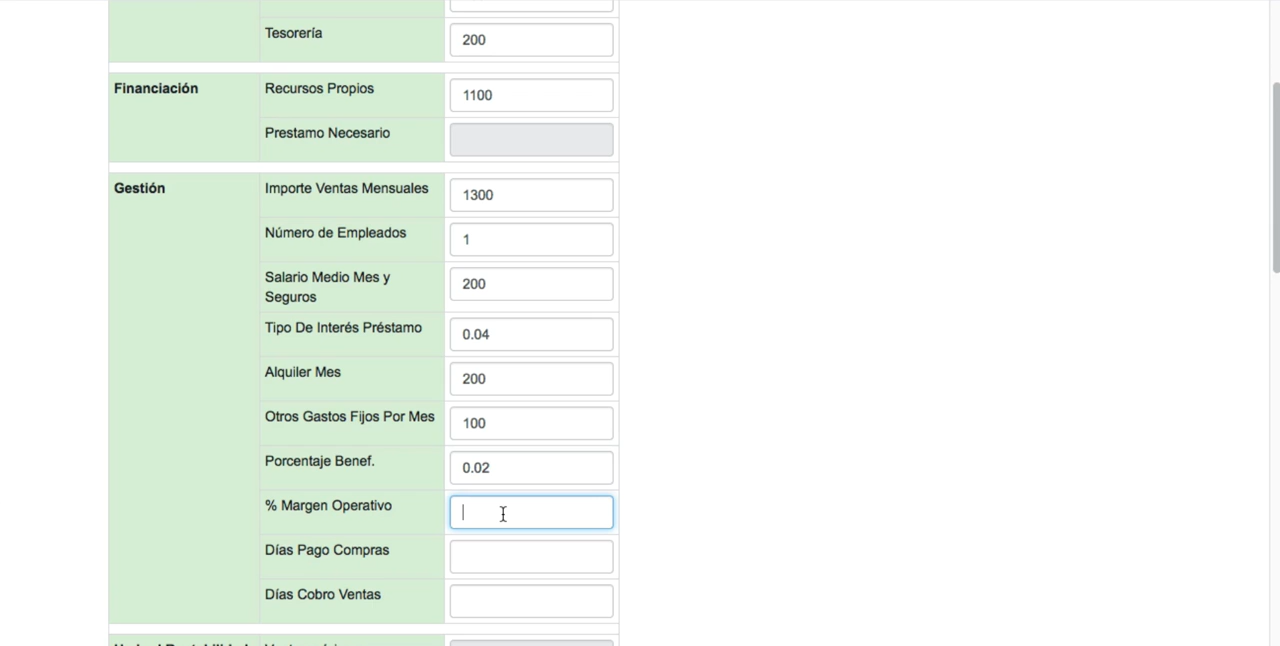 Tesorería
200
Financiación
Recursos Propios
1100
Prestamo Necesario
Gestión
Importe Ventas Mensuales
1300
Número de Empleados
1
Salario Medio Mes y
Seguros
200
Tipo De Interés Préstamo
0.04
Alquiler Mes
200
Otros Gastos Fijos Por Mes
100
Porcentaje Benef.
0.02
% Margen Operativo
Días Pago Compras
Días Cobro Ventas